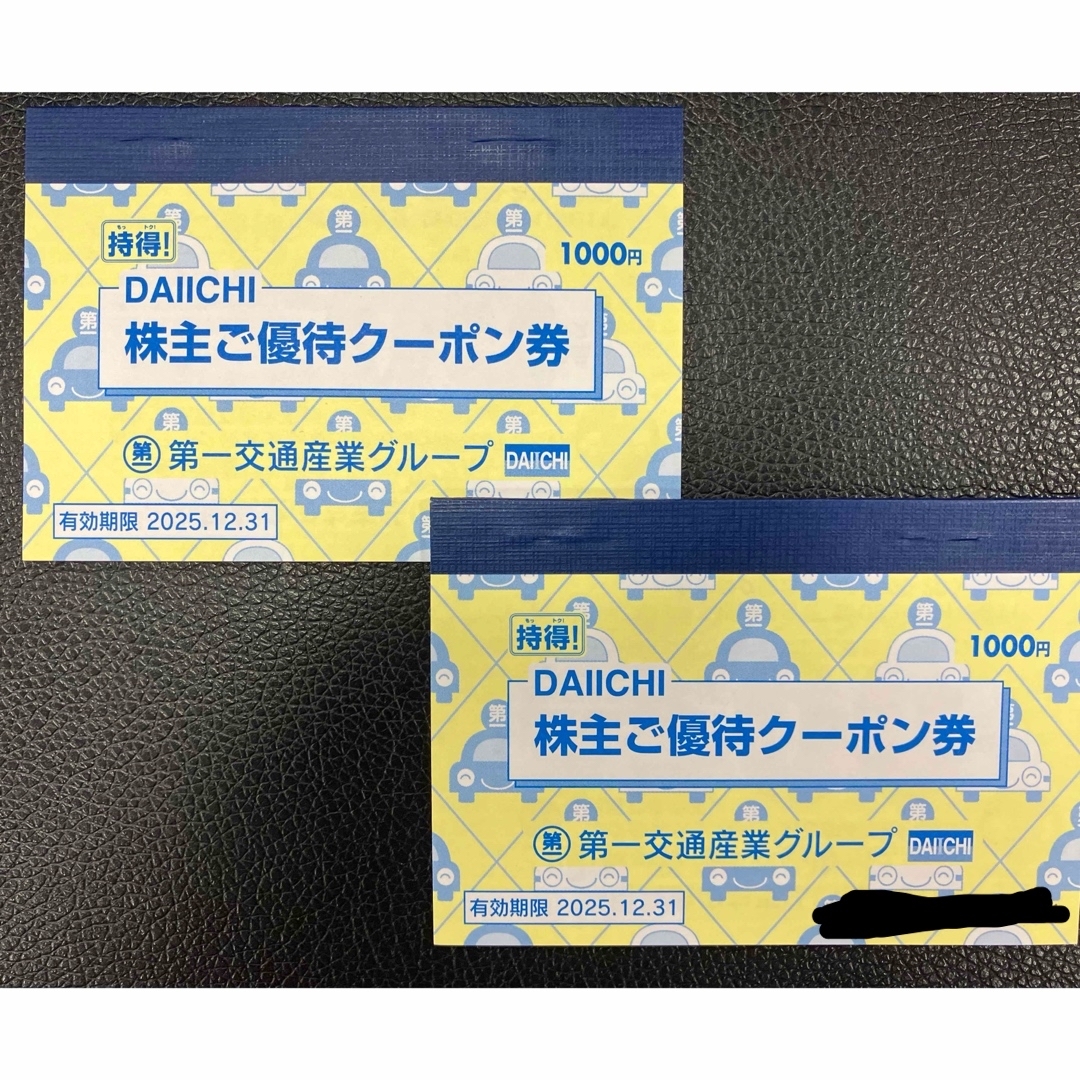 もっ トク!
持得!
1000円
DAIICHI
株主ご優待クーポン券
第 第一交通産業グループ DAIICHI
有効期限 2025.12.31
もっ トク!
持得!
1000円
DAIICHI
株主ご優待クーポン券
第 第一交通産業グループ DAIICHI
有効期限 2025.12.31